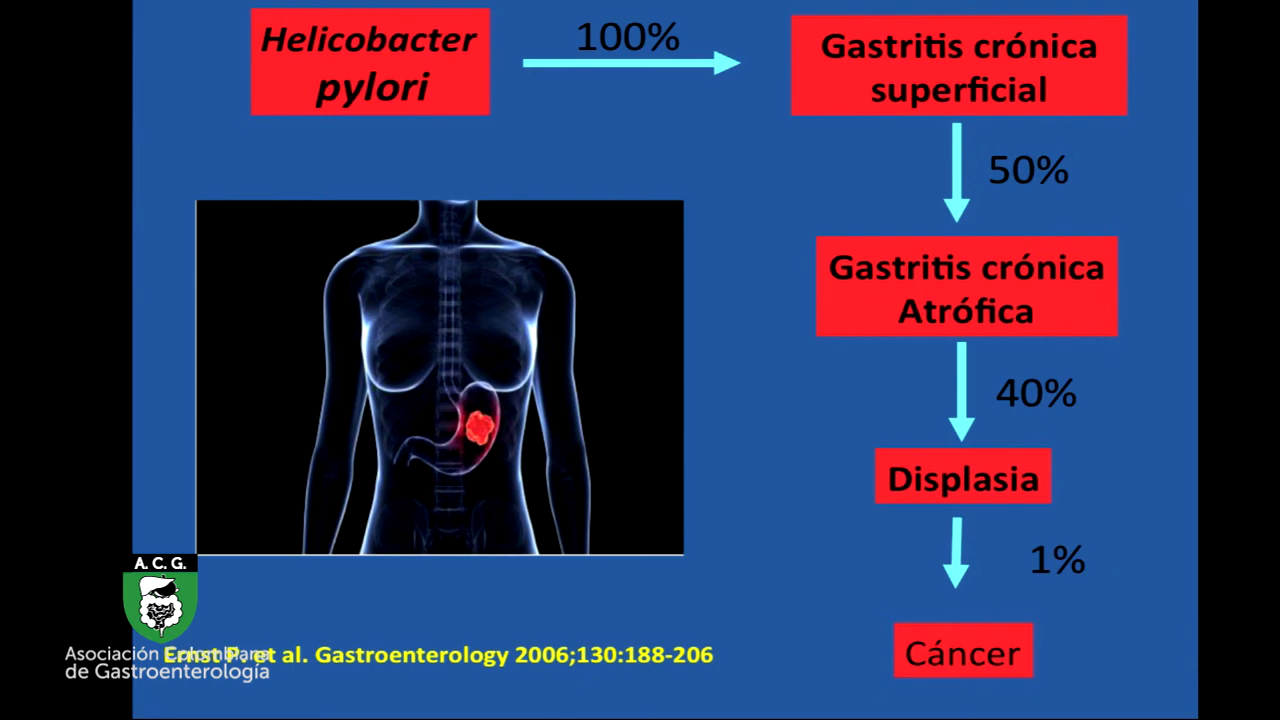 Helicobacter
pylori
100%
Gastritis crónica
superficial
50%
Gastritis crónica
Atrófica
40%
Displasia
1%
Cáncer
A. C. G.
Asociación Colombiana
de Gastroenterología
Ernst P. et al. Gastroenterology 2006;130:188-206